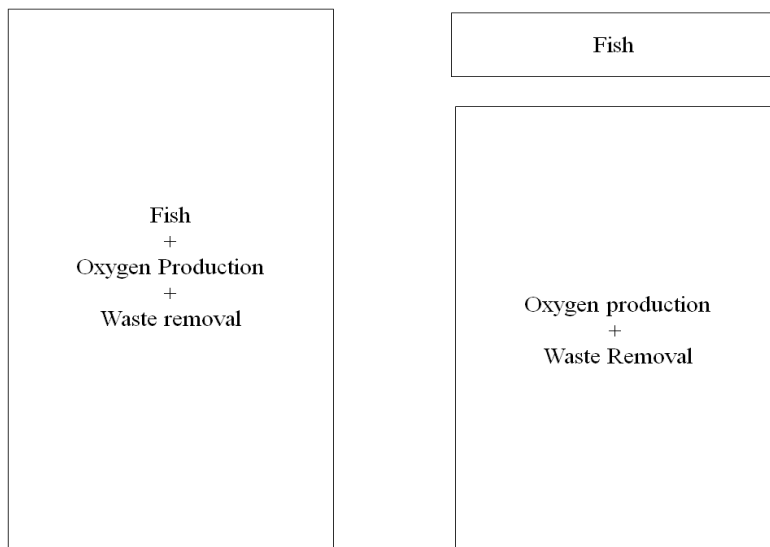 Fish
+
Oxygen Production
+
Waste removal
Fish
Oxygen production
+
Waste Removal